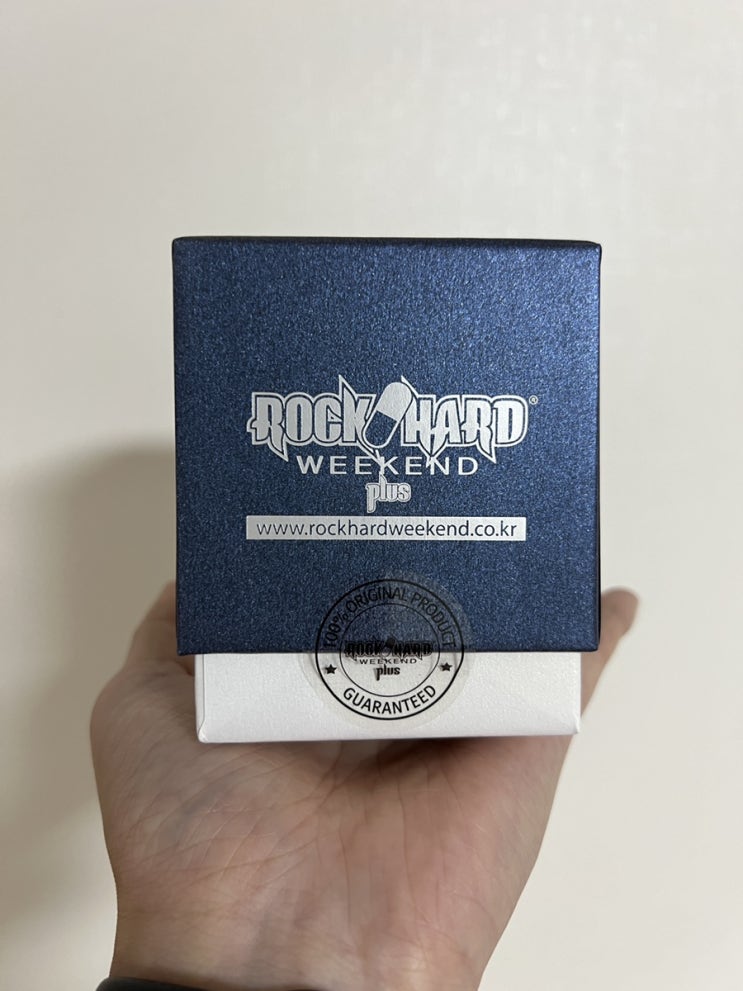 ROCK HARD®
WEEKEND
plus
www.rockhardweekend.co.kr
100% ORIGINAL PRODUCT
ROCK HARD
WEEKEND
plus
GUARANTEED